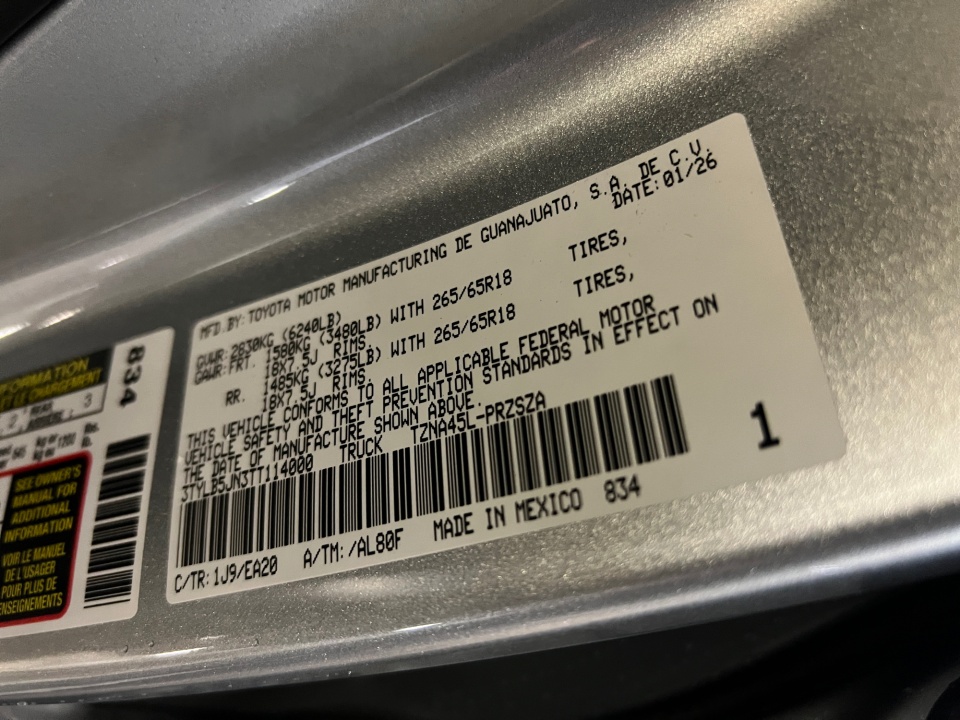 MFD.BY:TOYOTA MOTOR MANUFACTURING DE GUANAJUATO, S.A. DE C.V.
DATE:01/26
GVWR:2830KG (6240LB)
GAWR:FRT. 1580KG (3480LB) WITH 265/65R18 TIRES,
18X7.5J RIMS.
RR. 1485KG (3275LB) WITH 265/65R18 TIRES,
18X7.5J RIMS.
THIS VEHICLE CONFORMS TO ALL APPLICABLE FEDERAL MOTOR
VEHICLE SAFETY AND THEFT PREVENTION STANDARDS IN EFFECT ON
THE DATE OF MANUFACTURE SHOWN ABOVE.
3TYLB5JN3TT114000 TRUCK TZNA45L-PRZSZA
1
C/TR:1J9/EA20 A/TM:/AL80F MADE IN MEXICO 834
834
2 3
SEE OWNER'S
MANUAL FOR
ADDITIONAL
INFORMATION
VOIR LE MANUEL
DE L'USAGER
POUR PLUS DE